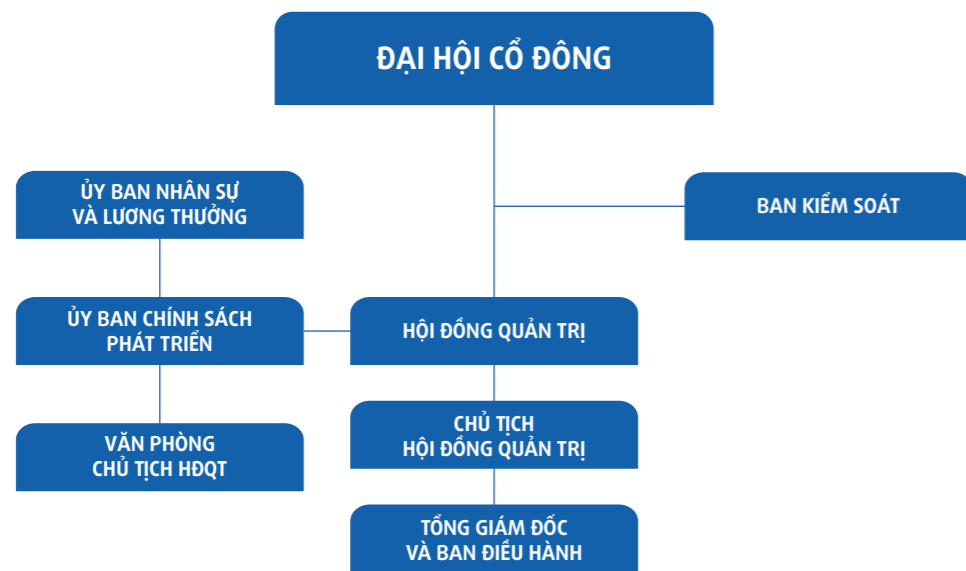 ĐẠI HỘI CỔ ĐÔNG
ỦY BAN NHÂN SỰ
VÀ LƯƠNG THƯỞNG
BAN KIỂM SOÁT
ỦY BAN CHÍNH SÁCH
PHÁT TRIỂN
HỘI ĐỒNG QUẢN TRỊ
VĂN PHÒNG
CHỦ TỊCH HĐQT
CHỦ TỊCH
HỘI ĐỒNG QUẢN TRỊ
TỔNG GIÁM ĐỐC
VÀ BAN ĐIỀU HÀNH